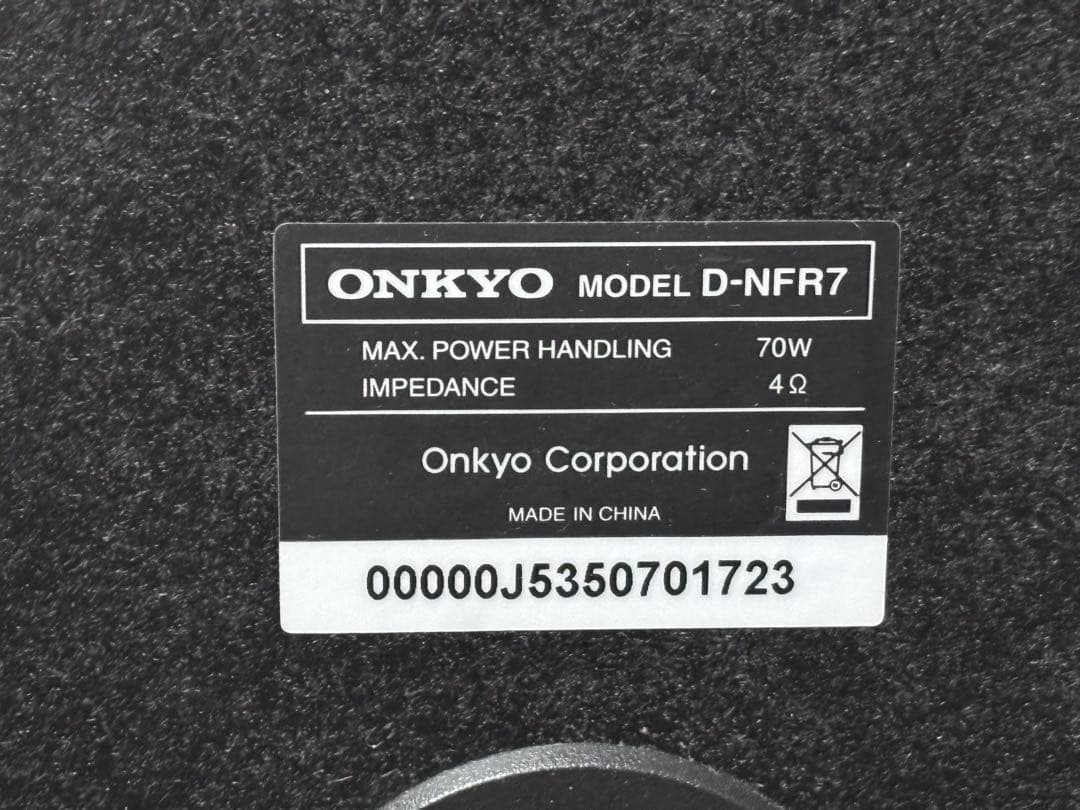 ONKYO MODEL D-NFR7
MAX. POWER HANDLING 70W
IMPEDANCE 4Ω
Onkyo Corporation
MADE IN CHINA
00000J5350701723